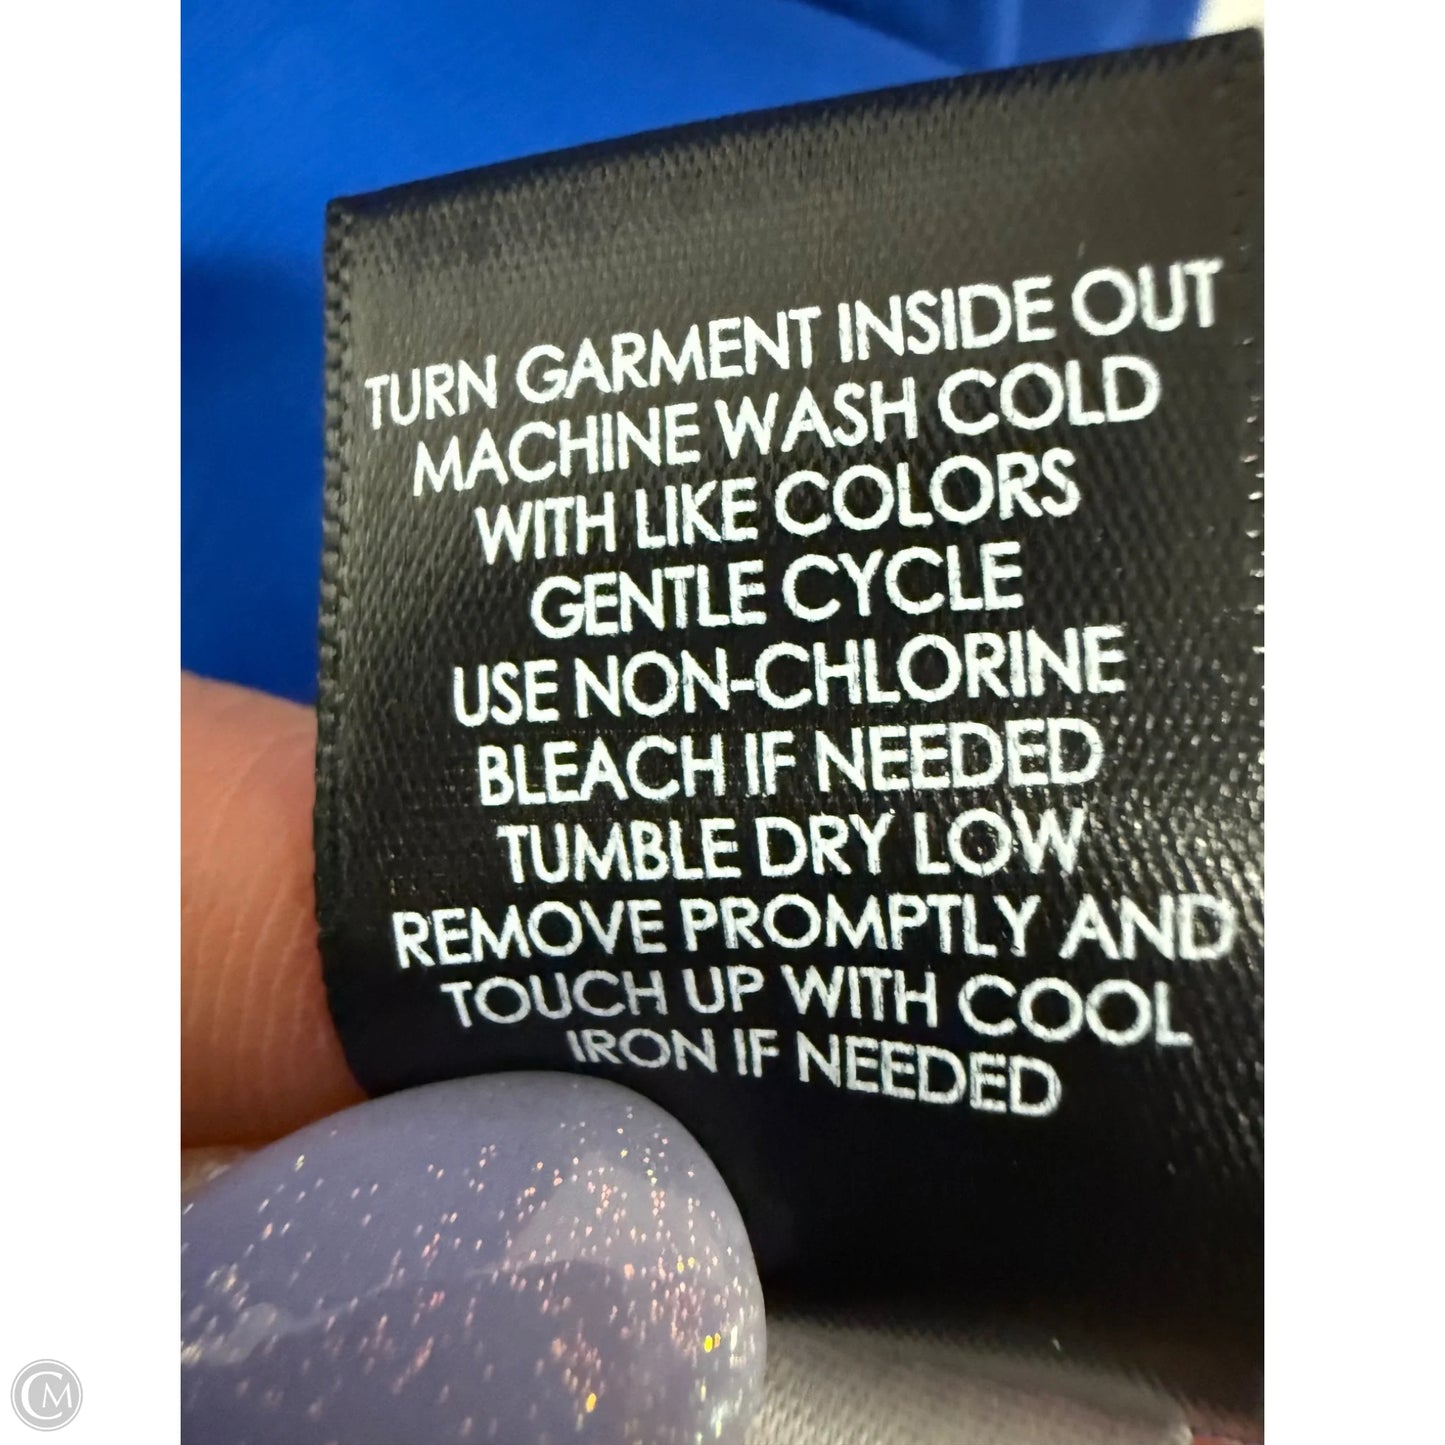 TURN GARMENT INSIDE OUT
MACHINE WASH COLD
WITH LIKE COLORS
GENTLE CYCLE
USE NON-CHLORINE
BLEACH IF NEEDED
TUMBLE DRY LOW
REMOVE PROMPTLY AND
TOUCH UP WITH COOL
IRON IF NEEDED
CM